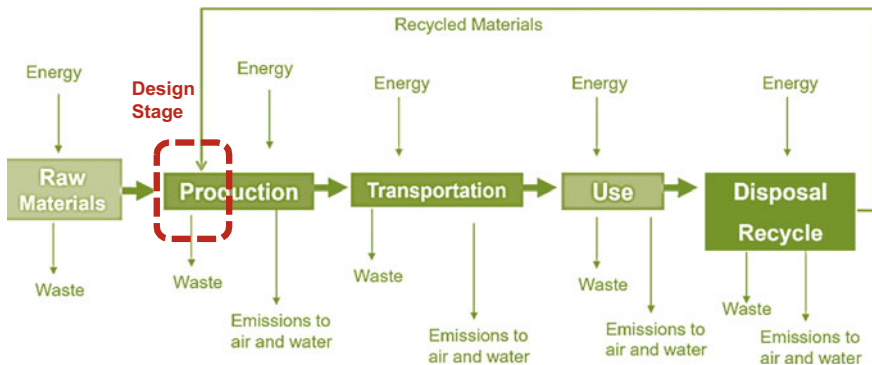 Recycled Materials
Energy
Design
Stage
Energy
Energy
Energy
Energy
Raw
Materials
Production
Transportation
Use
Disposal
Recycle
Waste
Waste
Emissions to
air and water
Waste
Emissions to
air and water
Waste
Emissions to
air and water
Waste
Emissions to
air and water